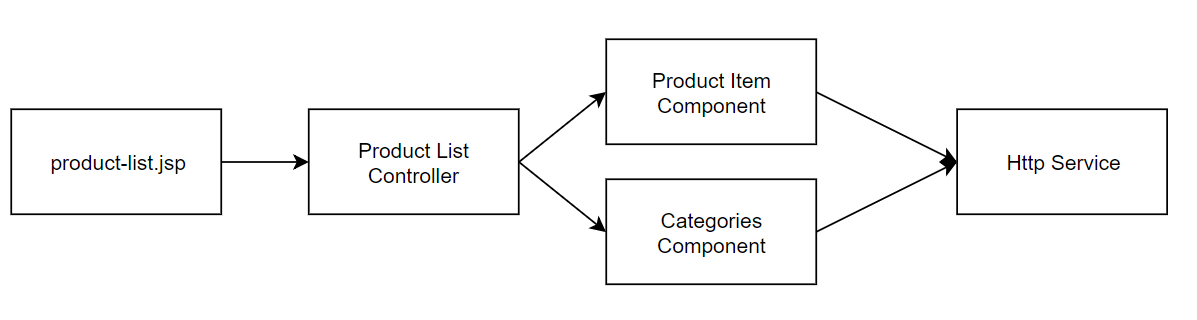 product-list.jsp
Product List
Controller
Product Item
Component
Categories
Component
Http Service